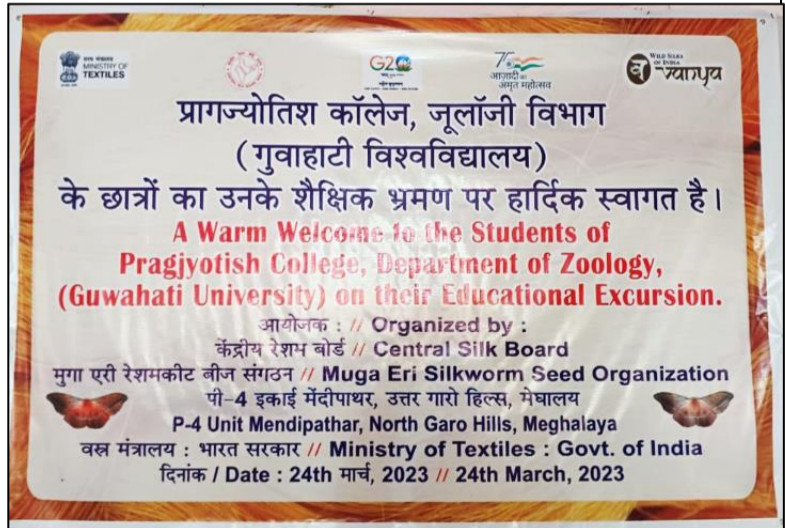 MINISTRY OF
TEXTILES
G20
आज़ादी का
अमृत महोत्सव
WILD SILKS
OF INDIA
प्रागज्योतिश कॉलेज, जूलॉजी विभाग
(गुवाहाटी विश्वविद्यालय)
के छात्रों का उनके शैक्षिक भ्रमण पर हार्दिक स्वागत है।
A Warm Welcome to the Students of
Pragjyotish College, Department of Zoology,
(Guwahati University) on their Educational Excursion.
आयोजक : // Organized by :
केंद्रीय रेशम बोर्ड // Central Silk Board
मुगा एरी रेशमकीट बीज संगठन // Muga Eri Silkworm Seed Organization
पी-4 इकाई मेंदीपाथर, उत्तर गारो हिल्स, मेघालय
P-4 Unit Mendipathar, North Garo Hills, Meghalaya
वस्त्र मंत्रालय : भारत सरकार // Ministry of Textiles : Govt. of India
दिनांक / Date : 24th मार्च, 2023 // 24th March, 2023